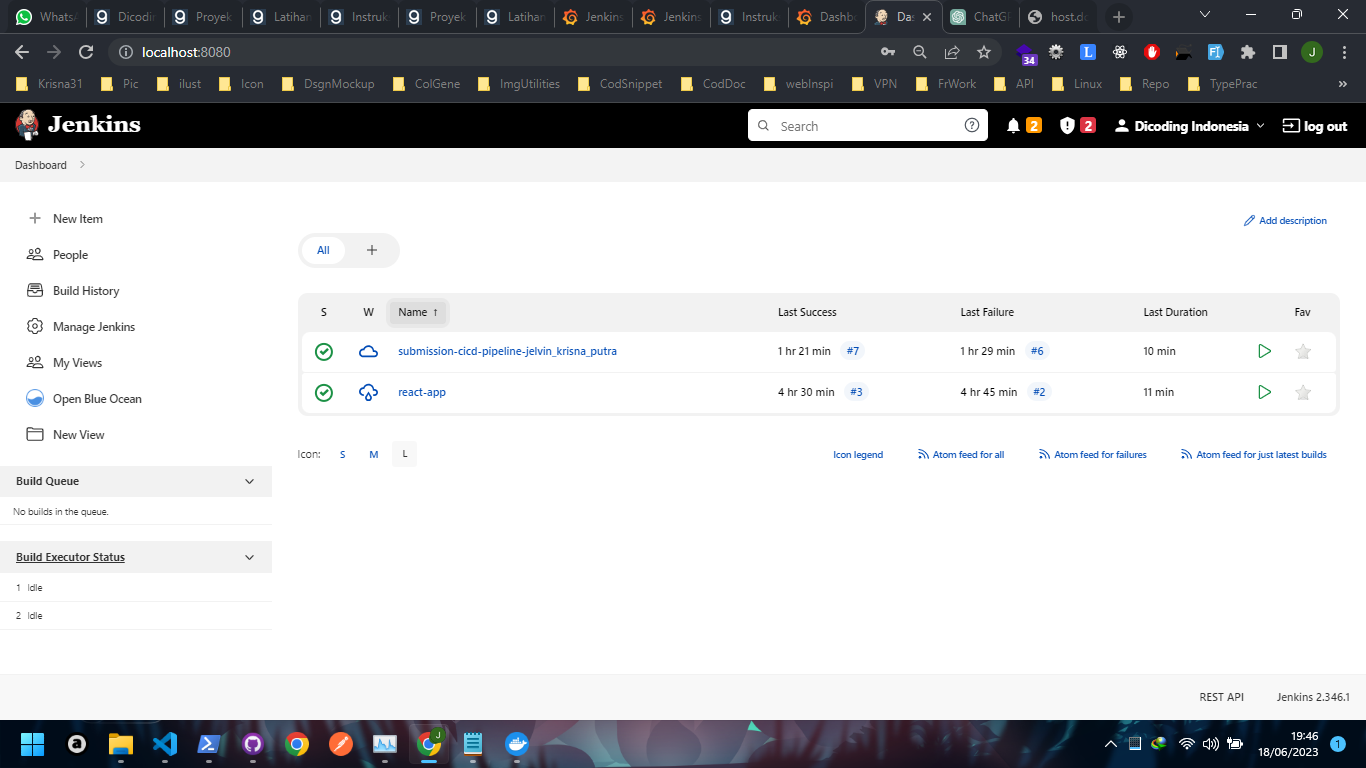 WhatsA
Dicodin
Proyek
Latihan
Instruk
Proyek
Latihan
Jenkins
Jenkins
Instruk
Dashbo
Das
ChatGP
host.do
localhost:8080
34
J
Krisna31
Pic
ilust
Icon
DsgnMockup
ColGene
ImgUtilities
CodSnippet
CodDoc
webInspi
VPN
FrWork
API
Linux
Repo
TypePrac
»
Jenkins
Search
2
2
Dicoding Indonesia
log out
Dashboard
New Item
People
Build History
Manage Jenkins
My Views
Open Blue Ocean
New View
Build Queue
No builds in the queue.
Build Executor Status
1 Idle
2 Idle
Add description
All +
S W Name ↑ Last Success Last Failure Last Duration Fav
submission-cicd-pipeline-jelvin_krisna_putra 1 hr 21 min #7 1 hr 29 min #6 10 min
react-app 4 hr 30 min #3 4 hr 45 min #2 11 min
Icon: S M L
Icon legend
Atom feed for all
Atom feed for failures
Atom feed for just latest builds
REST API
Jenkins 2.346.1
19:46
18/06/2023
1